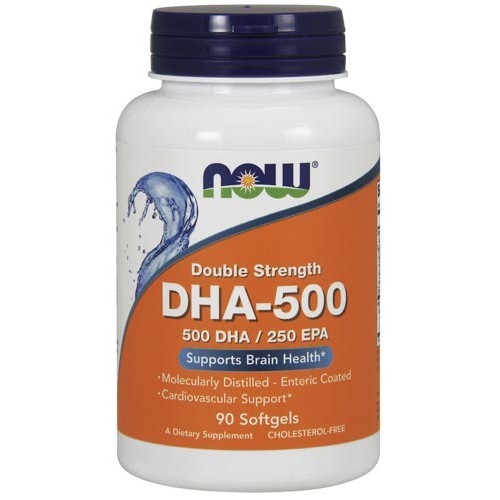 NOW®
Double Strength
DHA-500
500 DHA / 250 EPA
Supports Brain Health*
•Molecularly Distilled - Enteric Coated
•Cardiovascular Support*
90 Softgels
A Dietary Supplement CHOLESTEROL-FREE